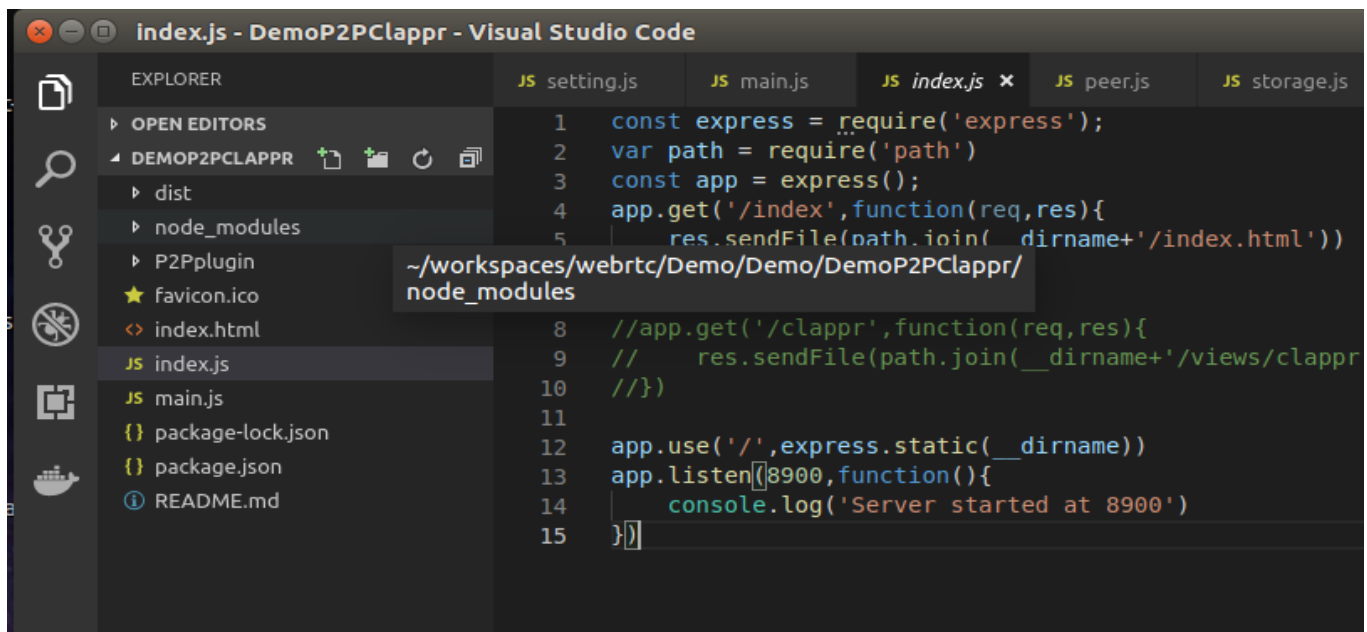 index.js - DemoP2PClappr - Visual Studio Code
EXPLORER
OPEN EDITORS
DEMOP2PCLAPPR
dist
node_modules
P2Pplugin
favicon.ico
<> index.html
JS index.js
JS main.js
{} package-lock.json
{} package.json
README.md
JS setting.js
JS main.js
JS index.js ×
JS peer.js
JS storage.js
1 const express = require('express');
2 var path = require('path')
3 const app = express();
4 app.get('/index',function(req,res){
5 res.sendFile(path.join(__dirname+'/index.html'))
~/workspaces/webrtc/Demo/Demo/DemoP2PClappr/
node_modules
8 //app.get('/clappr',function(req,res){
9 // res.sendFile(path.join(__dirname+'/views/clappr
10 //})
11
12 app.use('/',express.static(__dirname))
13 app.listen(8900,function(){
14 console.log('Server started at 8900')
15 })